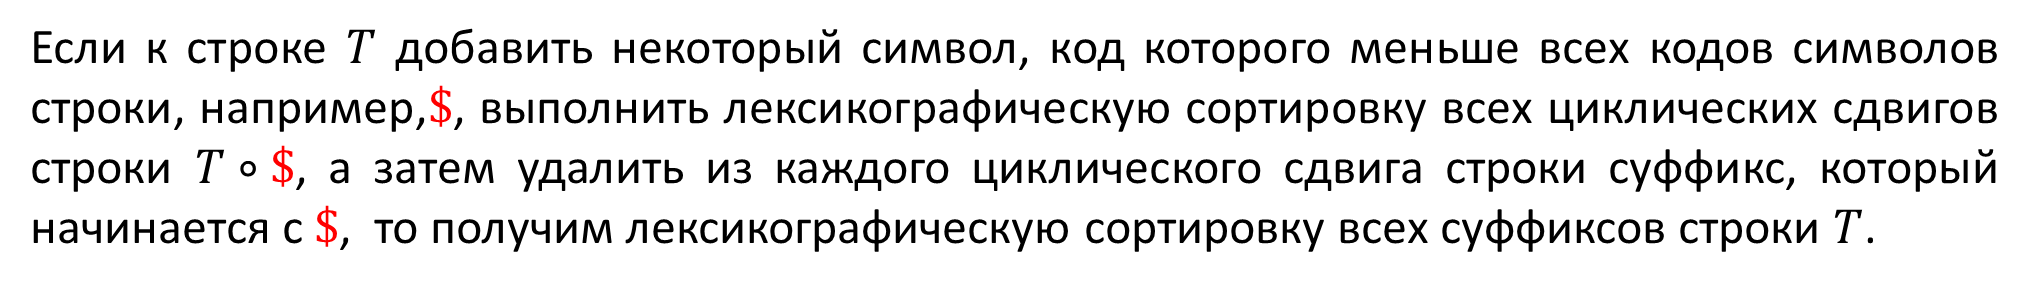 Если к строке T добавить некоторый символ, код которого меньше всех кодов символов
строки, например,$, выполнить лексикографическую сортировку всех циклических сдвигов
строки T ∘ $, а затем удалить из каждого циклического сдвига строки суффикс, который
начинается с $, то получим лексикографическую сортировку всех суффиксов строки T.